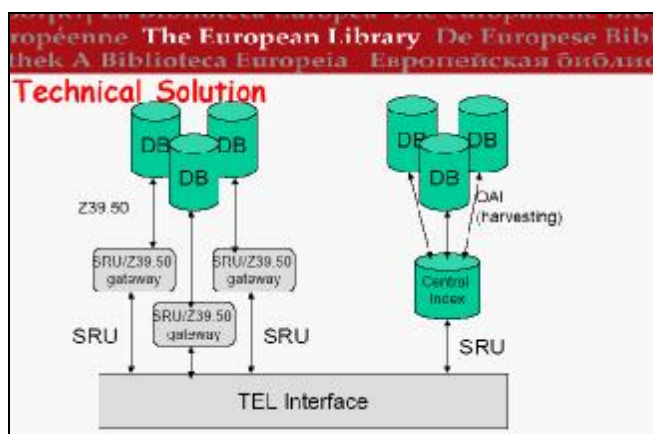 ropéenne The European Library De Europese Bibl
thek A Biblioteca Europeia Европейская библио
Technical Solution
DB DB
DB
DB DB
DB
Z39.50
OAI
(harvesting)
SRU/Z39.50
gateway
SRU/Z39.50
gateway
Central
Index
SRU/Z39.50
gateway
SRU
SRU
SRU
TEL Interface